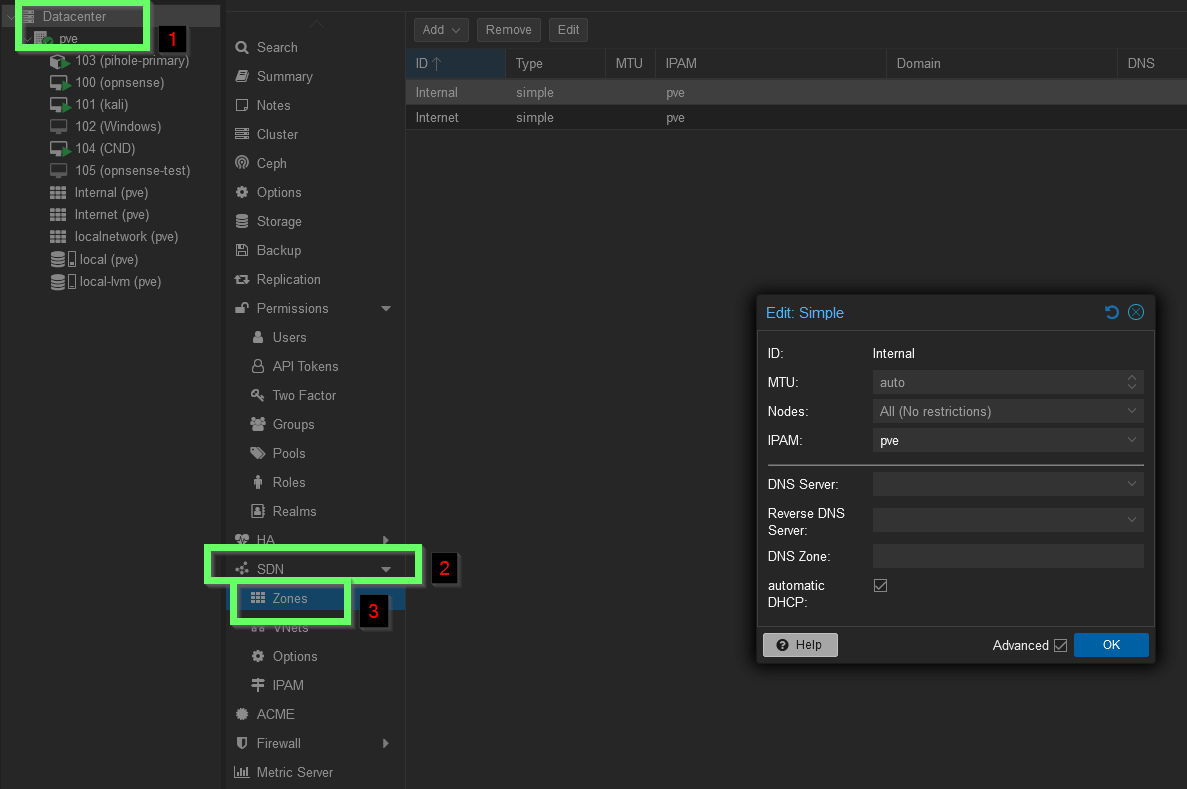 Datacenter
1
pve
103 (pihole-primary)
100 (opnsense)
101 (kali)
102 (Windows)
104 (CND)
105 (opnsense-test)
Internal (pve)
Internet (pve)
localnetwork (pve)
local (pve)
local-lvm (pve)
Search
Summary
Notes
Cluster
Ceph
Options
Storage
Backup
Replication
Permissions
Users
API Tokens
Two Factor
Groups
Pools
Roles
Realms
HA
SDN
2
Zones
3
VNets
Options
IPAM
ACME
Firewall
Metric Server
Add Remove Edit
ID Type MTU IPAM Domain DNS
Internal simple pve
Internet simple pve
Edit: Simple
ID: Internal
MTU: auto
Nodes: All (No restrictions)
IPAM: pve
DNS Server:
Reverse DNS
Server:
DNS Zone:
automatic
DHCP:
Help Advanced OK